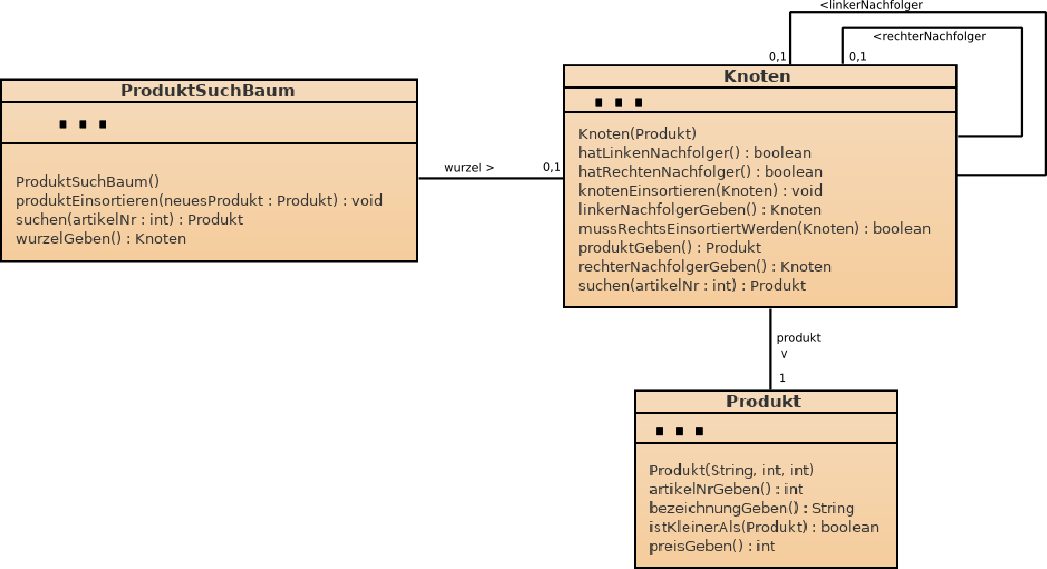 <linkerNachfolger
<rechterNachfolger
0,1
0,1
Knoten
Knoten(Produkt)
hatLinkenNachfolger() : boolean
hatRechtenNachfolger() : boolean
knotenEinsortieren(Knoten) : void
linkerNachfolgerGeben() : Knoten
mussRechtsEinsortiertWerden(Knoten) : boolean
produktGeben() : Produkt
rechterNachfolgerGeben() : Knoten
suchen(artikelNr : int) : Produkt
ProduktSuchBaum
ProduktSuchBaum()
produktEinsortieren(neuesProdukt : Produkt) : void
suchen(artikelNr : int) : Produkt
wurzelGeben() : Knoten
wurzel >
0,1
produkt
v
1
Produkt
Produkt(String, int, int)
artikelNrGeben() : int
bezeichnungGeben() : String
istKleinerAls(Produkt) : boolean
preisGeben() : int